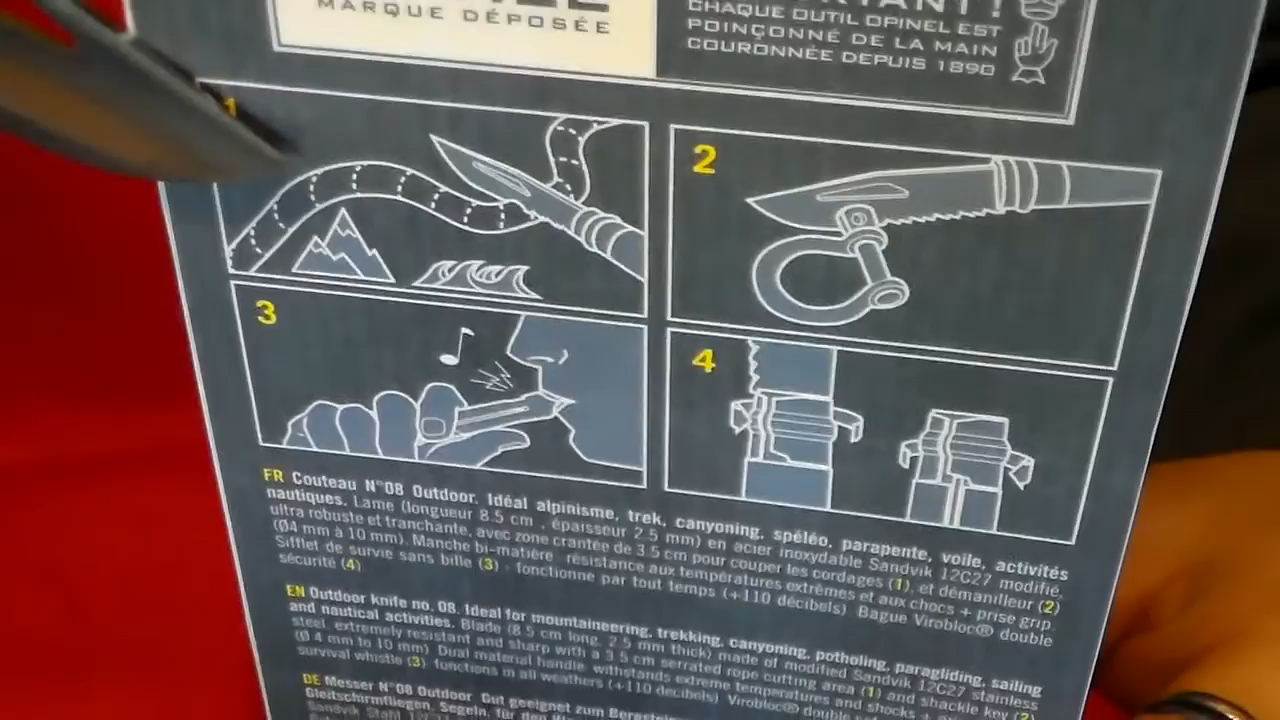 MARQUE DÉPOSÉE
CHAQUE OUTIL OPINEL EST
POINÇONNÉ DE LA MAIN
COURONNÉE DEPUIS 1890
1
2
3
4
FR Couteau N°08 Outdoor. Idéal alpinisme, trek, canyoning, spéléo, parapente, voile, activités
nautiques. Lame (longueur 8.5 cm , épaisseur 2.5 mm) en acier inoxydable Sandvik 12C27 modifié,
ultra robuste et tranchante, avec zone crantée de 3.5 cm pour couper les cordages (1), et démanilleur (2)
(Ø4 mm à 10 mm). Manche bi-matière : résistance aux températures extrêmes et aux chocs + prise grip.
Sifflet de survie sans bille (3) : fonctionne par tout temps (+110 décibels) Bague Virobloc® double
sécurité (4)
EN Outdoor knife no. 08. Ideal for mountaineering, trekking, canyoning, potholing, paragliding, sailing
and nautical activities. Blade (8.5 cm long, 2.5 mm thick) made of modified Sandvik 12C27 stainless
steel, extremely resistant and sharp with a 3.5 cm serrated rope cutting area (1) and shackle key (2)
(Ø 4 mm to 10 mm) Dual material handle withstands extreme temperatures and shocks +
survival whistle (3) functions in all weathers (+110 decibels) Virobloc® double
DE Messer N°08 Outdoor Gut geeignet zum
Gleitschirmfliegen, Segeln, für den
Sandvik Stahl